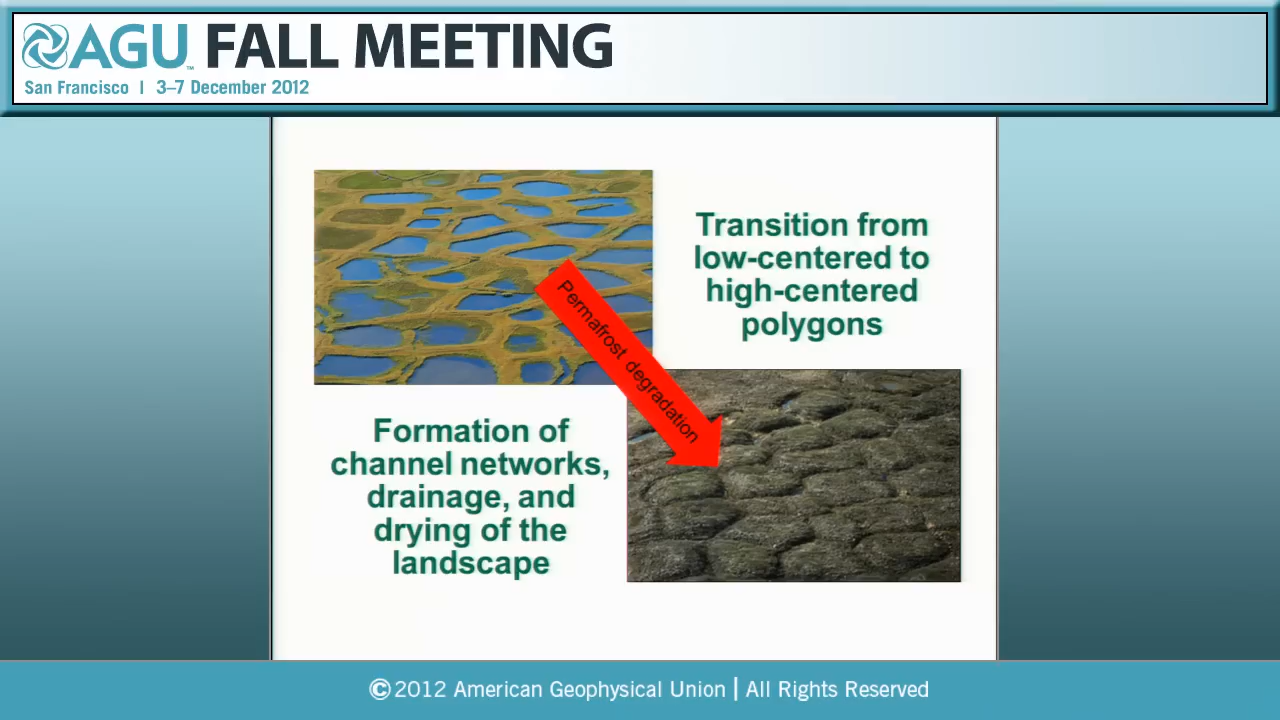 AGU™ FALL MEETING
San Francisco | 3–7 December 2012
Transition from
low-centered to
high-centered
polygons
Permafrost degradation
Formation of
channel networks,
drainage, and
drying of the
landscape
©2012 American Geophysical Union | All Rights Reserved